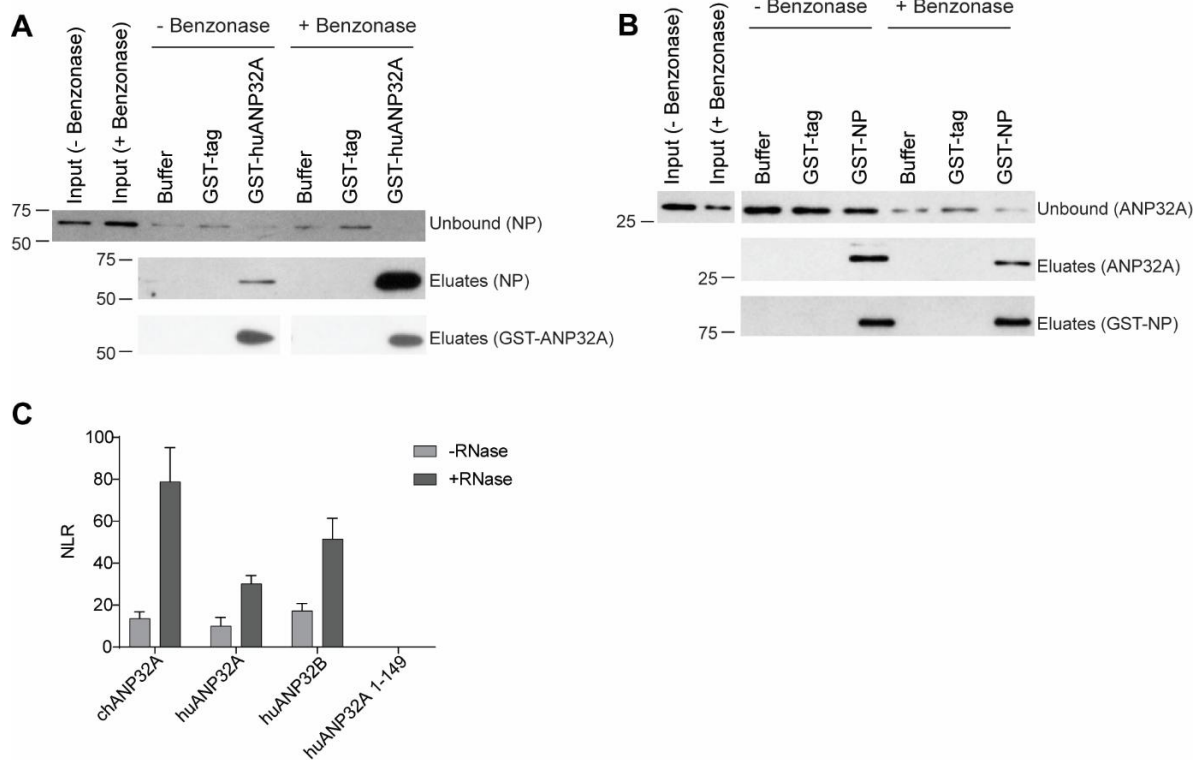 A
- Benzonase
+ Benzonase
Input (- Benzonase)
Input (+ Benzonase)
Buffer
GST-tag
GST-huANP32A
Buffer
GST-tag
GST-huANP32A
75
50
Unbound (NP)
75
50
Eluates (NP)
50
Eluates (GST-ANP32A)
B
- Benzonase
+ Benzonase
Input (- Benzonase)
Input (+ Benzonase)
Buffer
GST-tag
GST-NP
Buffer
GST-tag
GST-NP
25
Unbound (ANP32A)
25
Eluates (ANP32A)
75
Eluates (GST-NP)
C
NLR
100
80
60
40
20
0
-RNase
+RNase
chANP32A
huANP32A
huANP32B
huANP32A 1-149